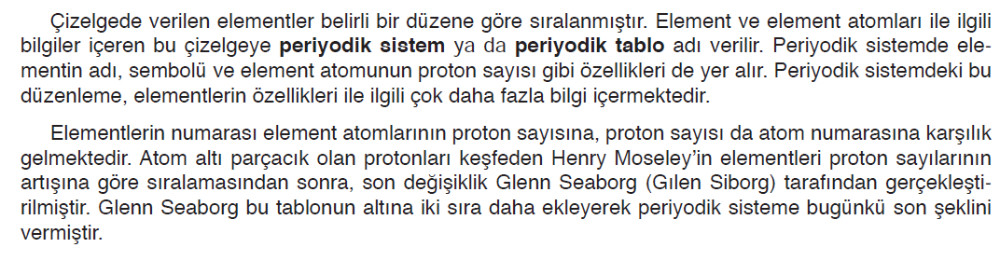 Çizelgede verilen elementler belirli bir düzene göre sıralanmıştır. Element ve element atomları ile ilgili
bilgiler içeren bu çizelgeye periyodik sistem ya da periyodik tablo adı verilir. Periyodik sistemde ele-
mentin adı, sembolü ve element atomunun proton sayısı gibi özellikleri de yer alır. Periyodik sistemdeki bu
düzenleme, elementlerin özellikleri ile ilgili çok daha fazla bilgi içermektedir.
Elementlerin numarası element atomlarının proton sayısına, proton sayısı da atom numarasına karşılık
gelmektedir. Atom altı parçacık olan protonları keşfeden Henry Moseley’in elementleri proton sayılarının
artışına göre sıralamasından sonra, son değişiklik Glenn Seaborg (Gılen Siborg) tarafından gerçekleşti-
rilmiştir. Glenn Seaborg bu tablonun altına iki sıra daha ekleyerek periyodik sisteme bugünkü son şeklini
vermiştir.